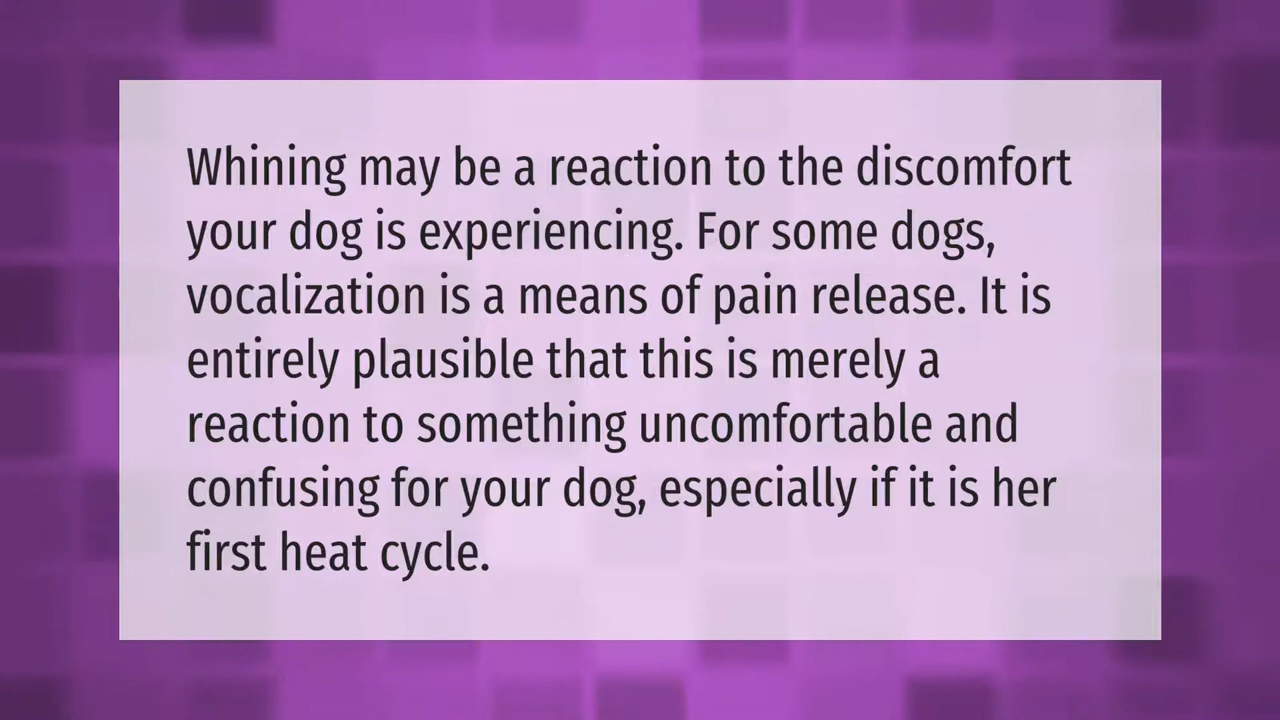 Whining may be a reaction to the discomfort
your dog is experiencing. For some dogs,
vocalization is a means of pain release. It is
entirely plausible that this is merely a
reaction to something uncomfortable and
confusing for your dog, especially if it is her
first heat cycle.